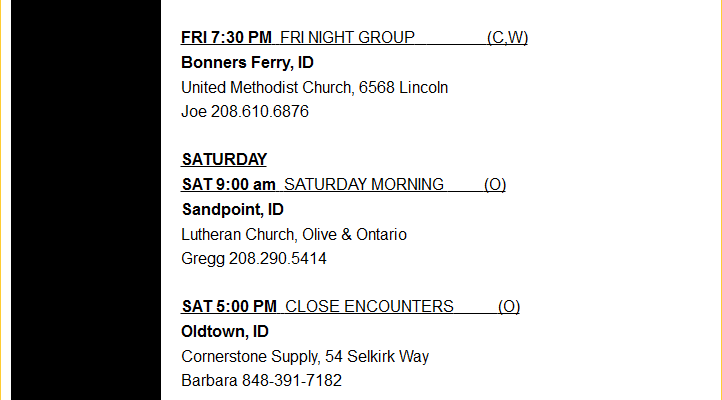 FRI 7:30 PM FRI NIGHT GROUP (C,W)
Bonners Ferry, ID
United Methodist Church, 6568 Lincoln
Joe 208.610.6876
SATURDAY
SAT 9:00 am SATURDAY MORNING (O)
Sandpoint, ID
Lutheran Church, Olive & Ontario
Gregg 208.290.5414
SAT 5:00 PM CLOSE ENCOUNTERS (O)
Oldtown, ID
Cornerstone Supply, 54 Selkirk Way
Barbara 848-391-7182